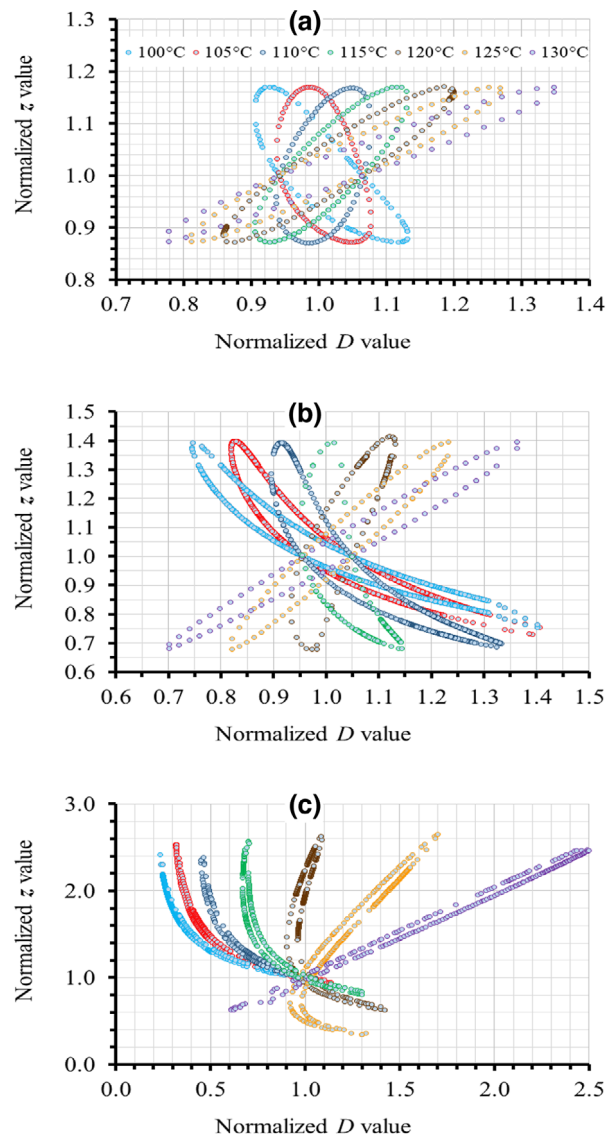 (a)
1.3
100°C 105°C 110°C 115°C 120°C 125°C 130°C
1.2
1.1
1.0
0.9
0.8
Normalized z value
0.7 0.8 0.9 1.0 1.1 1.2 1.3 1.4
Normalized D value
(b)
1.5
1.4
1.3
1.2
1.1
1.0
0.9
0.8
0.7
0.6
Normalized z value
0.6 0.7 0.8 0.9 1.0 1.1 1.2 1.3 1.4 1.5
Normalized D value
(c)
3.0
2.0
1.0
0.0
Normalized z value
0.0 0.5 1.0 1.5 2.0 2.5
Normalized D value